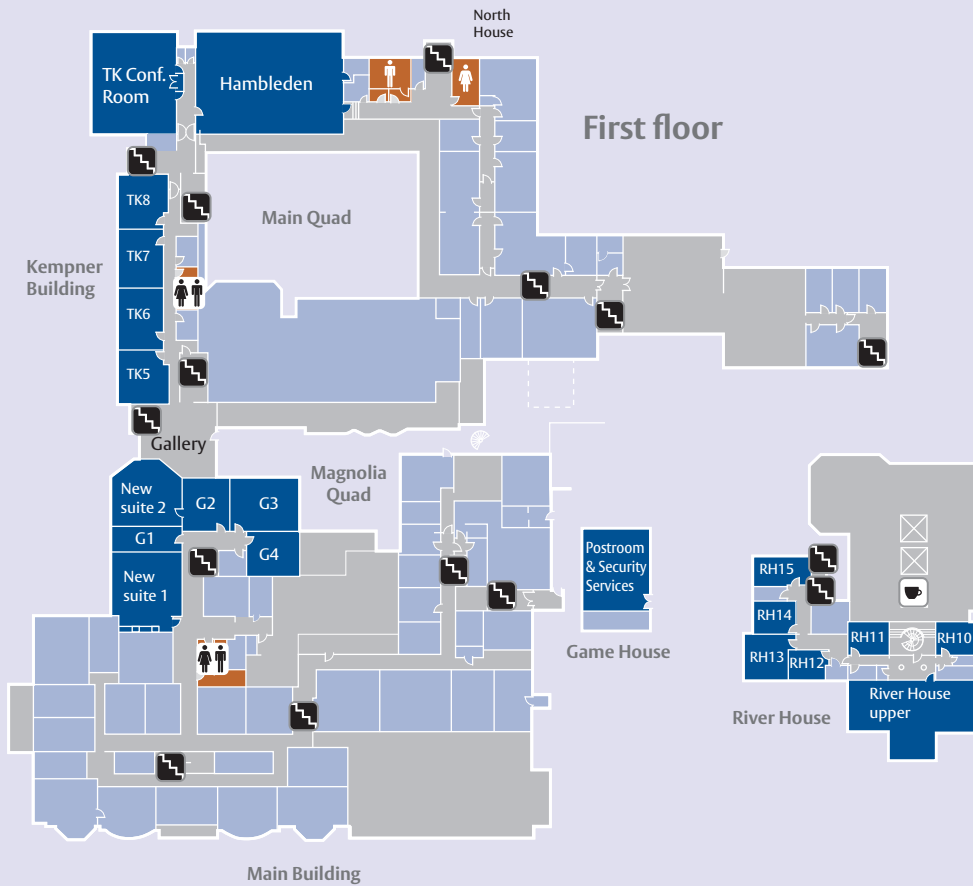 North
House
First floor
TK Conf.
Room
Hambleden
TK8
Main Quad
TK7
Kempner
Building
TK6
TK5
Gallery
Magnolia
Quad
New
suite 2
G2
G3
G1
G4
New
suite 1
Postroom
& Security
Services
Game House
RH15
RH14
RH11
RH10
RH13
RH12
River House
River House
upper
Main Building